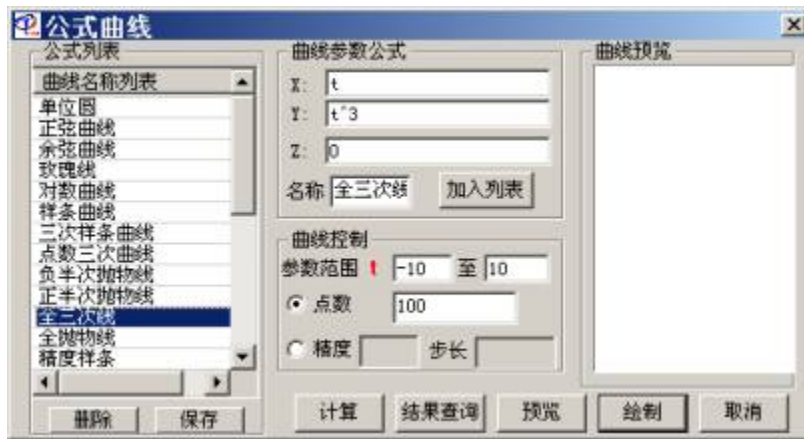 公式曲线
公式列表
曲线名称列表
单位圆
正弦曲线
余弦曲线
玫瑰线
对数曲线
样条曲线
三次样条曲线
点数三次曲线
负半次抛物线
正半次抛物线
全三次线
全抛物线
精度样条
删除
保存
曲线参数公式
X: t
Y: t^3
Z: 0
名称 全三次线
加入列表
曲线控制
参数范围 t -10 至 10
点数 100
精度 步长
曲线预览
计算
结果查询
预览
绘制
取消